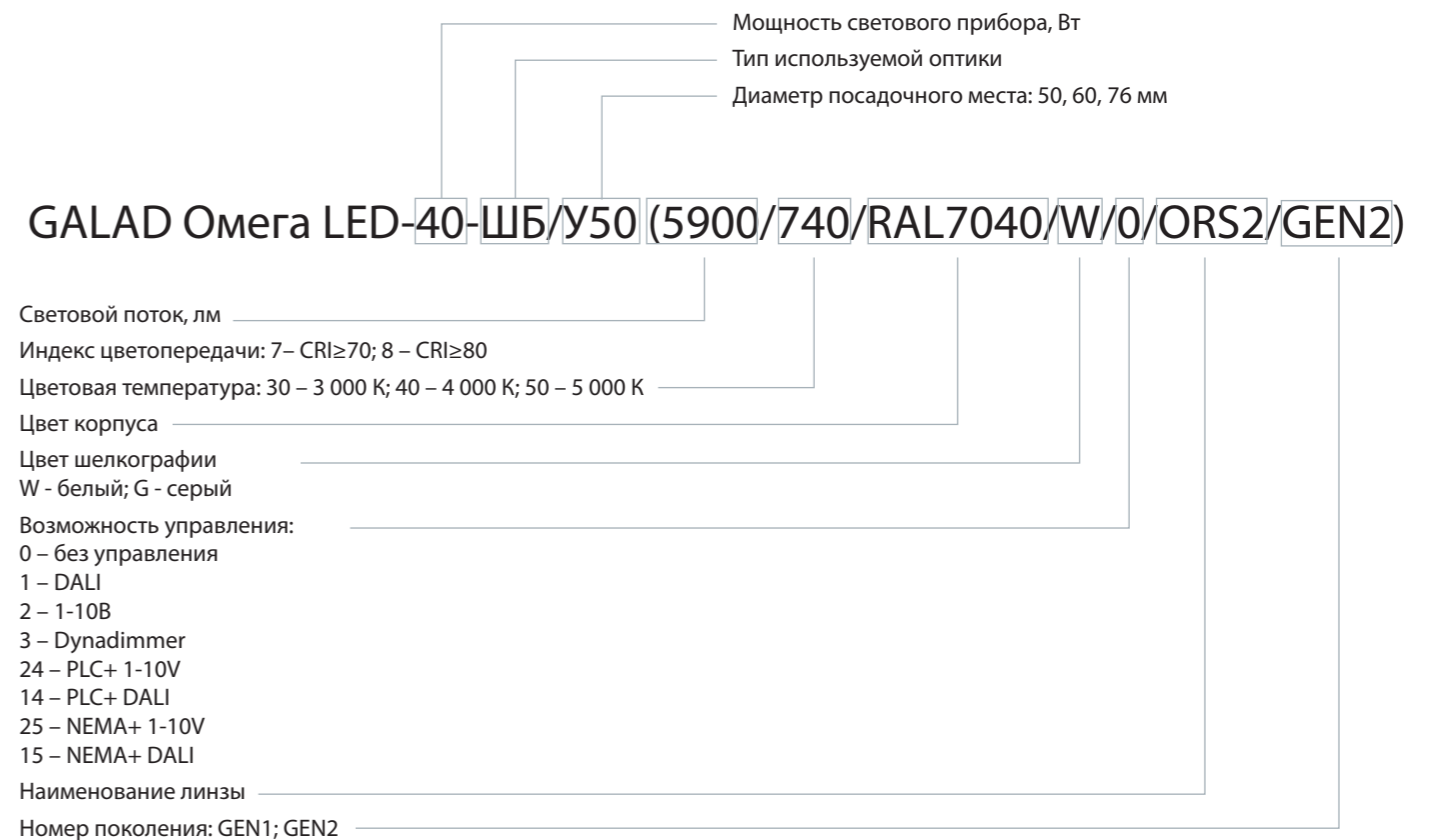 Мощность светового прибора, Вт
Тип используемой оптики
Диаметр посадочного места: 50, 60, 76 мм
GALAD Омега LED-40-ШБ/У50 (5900/740/RAL7040/W/0/ORS2/GEN2)
Световой поток, лм
Индекс цветопередачи: 7– CRI≥70; 8 – CRI≥80
Цветовая температура: 30 – 3 000 К; 40 – 4 000 К; 50 – 5 000 К
Цвет корпуса
Цвет шелкографии
W - белый; G - серый
Возможность управления:
0 – без управления
1 – DALI
2 – 1-10В
3 – Dynadimmer
24 – PLC+ 1-10V
14 – PLC+ DALI
25 – NEMA+ 1-10V
15 – NEMA+ DALI
Наименование линзы
Номер поколения: GEN1; GEN2